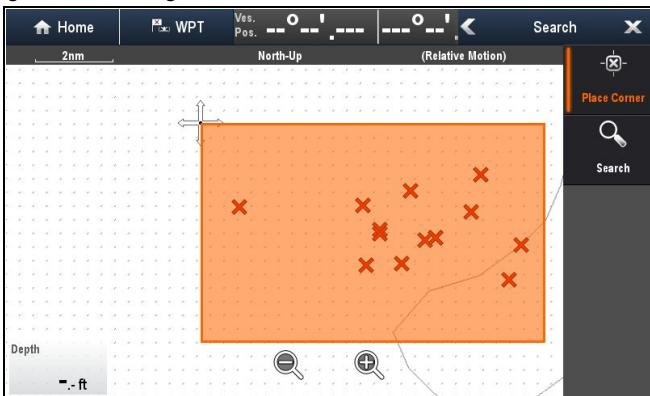 Home
WPT
Ves. Pos. --°--'.--- ---°--'.
Search
2nm
North-Up
(Relative Motion)
Place Corner
Search
Depth
-.- ft